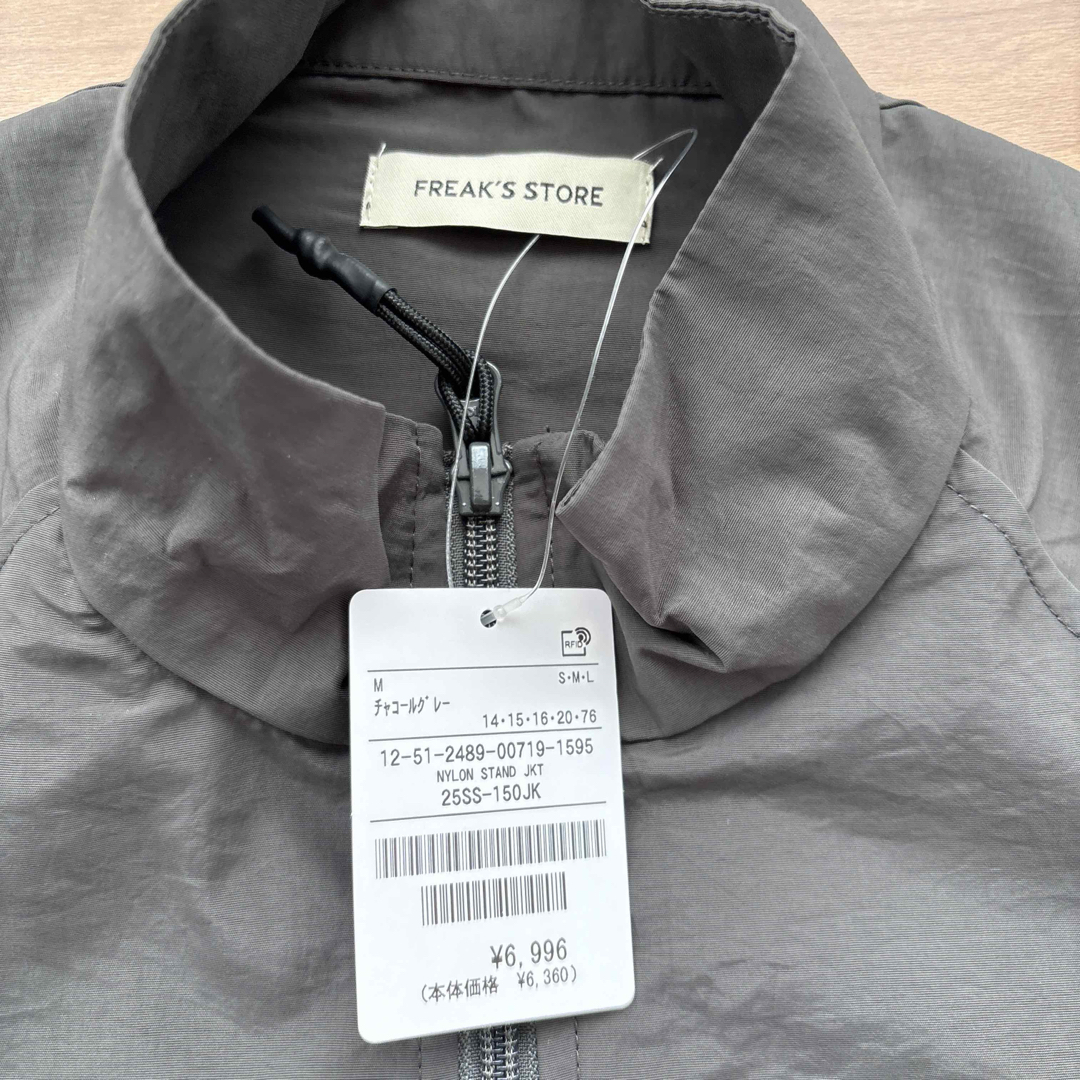 FREAK'S STORE
RFID
M S・M・L
ﾁｬｺｰﾙｸﾞﾚｰ
14・15・16・20・76
12-51-2489-00719-1595
NYLON STAND JKT
25SS-150JK
¥6,996
(本体価格 ¥6,360)